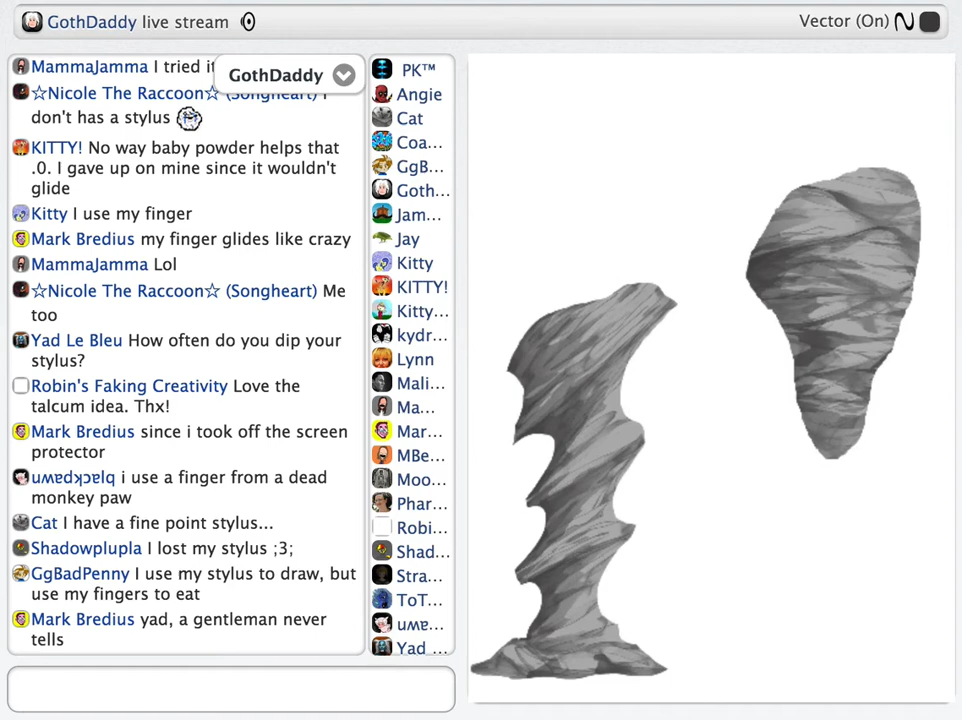 GothDaddy live stream
Vector (On)
MammaJamma I tried it
GothDaddy
☆Nicole The Raccoon☆ (Songheart) I
don't has a stylus
KITTY! No way baby powder helps that
.0. I gave up on mine since it wouldn't
glide
Kitty I use my finger
Mark Bredius my finger glides like crazy
MammaJamma Lol
☆Nicole The Raccoon☆ (Songheart) Me
too
Yad Le Bleu How often do you dip your
stylus?
Robin's Faking Creativity Love the
talcum idea. Thx!
Mark Bredius since i took off the screen
protector
uʍɐdʞɔɐlq i use a finger from a dead
monkey paw
Cat I have a fine point stylus...
Shadowplupla I lost my stylus ;3;
GgBadPenny I use my stylus to draw, but
use my fingers to eat
Mark Bredius yad, a gentleman never
tells
PK™
Angie
Cat
Coa...
GgB...
Goth...
Jam...
Jay
Kitty
KITTY!
Kitty...
kydr...
Lynn
Mali...
Ma...
Mar...
MBe...
Moo...
Phar...
Robi...
Shad...
Stra...
ToT...
uʍɐ...
Yad ...